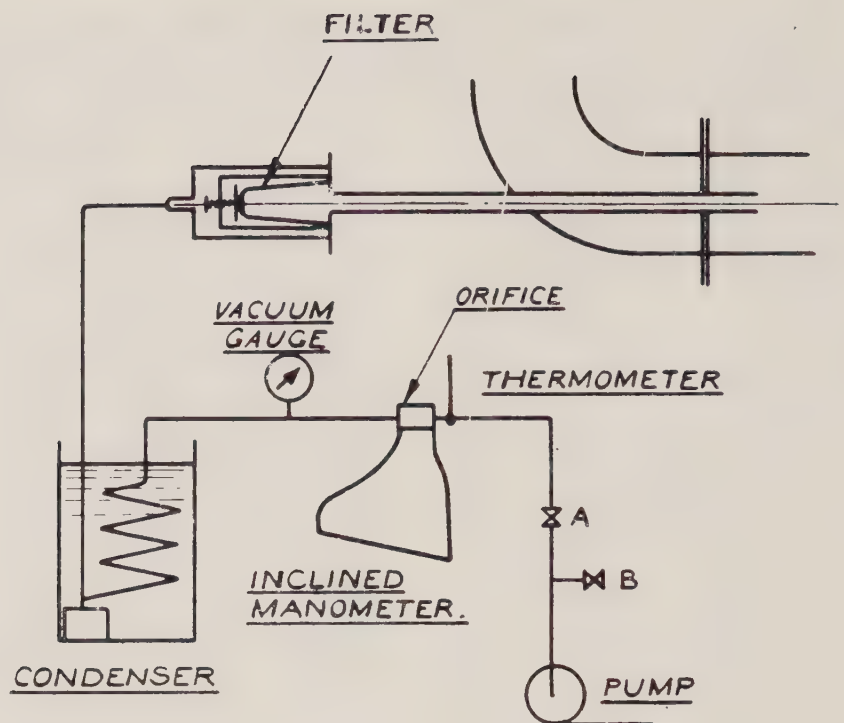 FILTER
ORIFICE
VACUUM
GAUGE
THERMOMETER
A
INCLINED
MANOMETER.
B
CONDENSER
PUMP